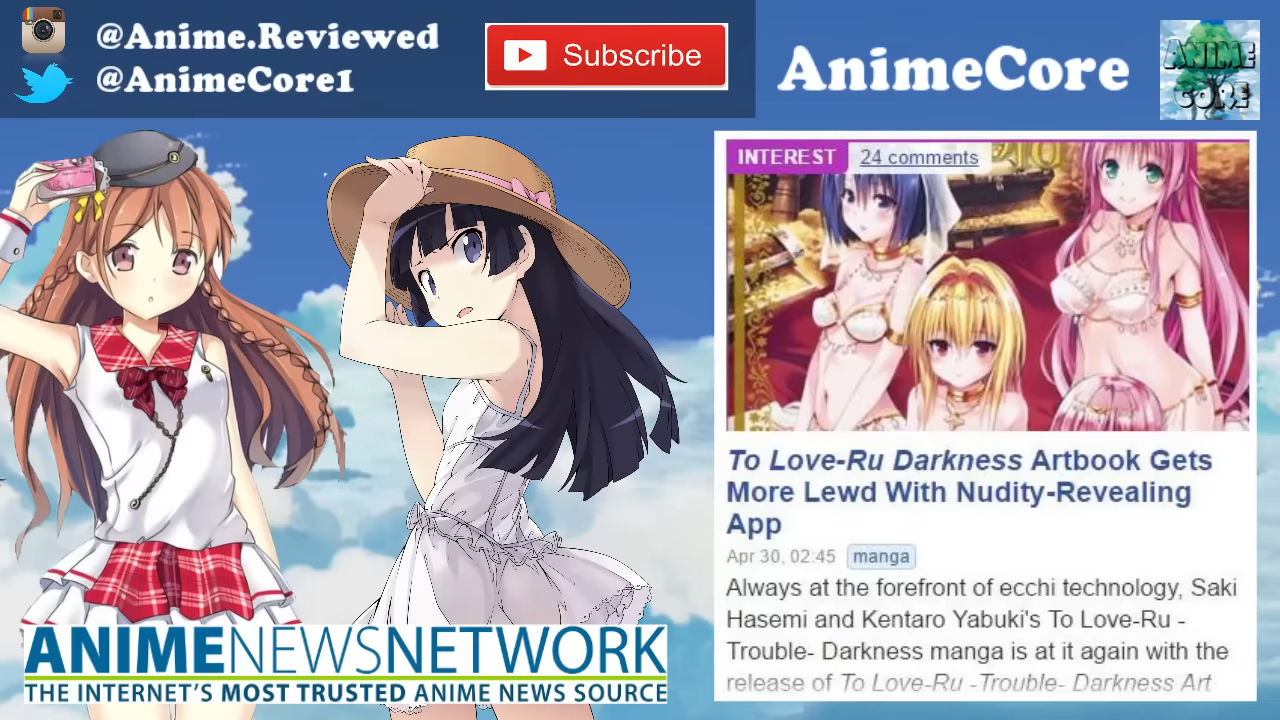 @Anime.Reviewed
@AnimeCore1
Subscribe
AnimeCore
ANIME
CORE
INTEREST 24 comments
To Love-Ru Darkness Artbook Gets
More Lewd With Nudity-Revealing
App
Apr 30, 02:45 manga
Always at the forefront of ecchi technology, Saki
Hasemi and Kentaro Yabuki's To Love-Ru -
Trouble- Darkness manga is at it again with the
release of To Love-Ru -Trouble- Darkness Art
ANIMENEWSNETWORK
THE INTERNET'S MOST TRUSTED ANIME NEWS SOURCE